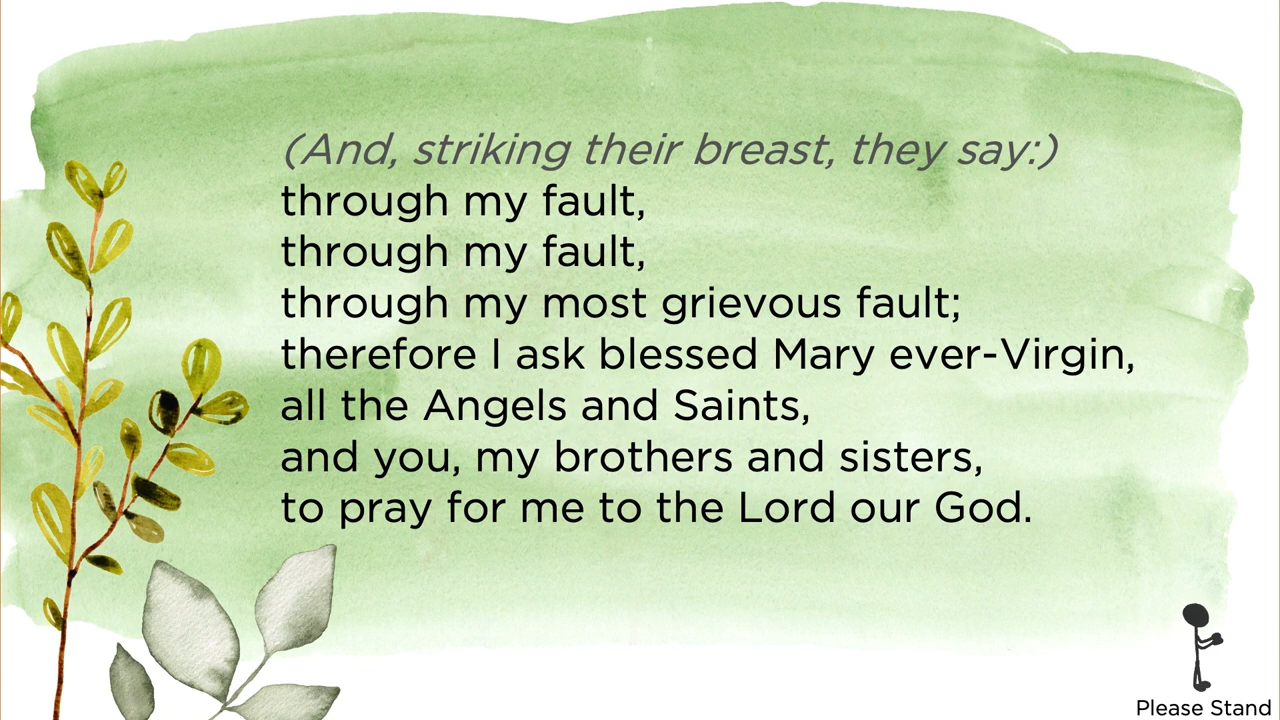 (And, striking their breast, they say:)
through my fault,
through my fault,
through my most grievous fault;
therefore I ask blessed Mary ever-Virgin,
all the Angels and Saints,
and you, my brothers and sisters,
to pray for me to the Lord our God.
Please Stand